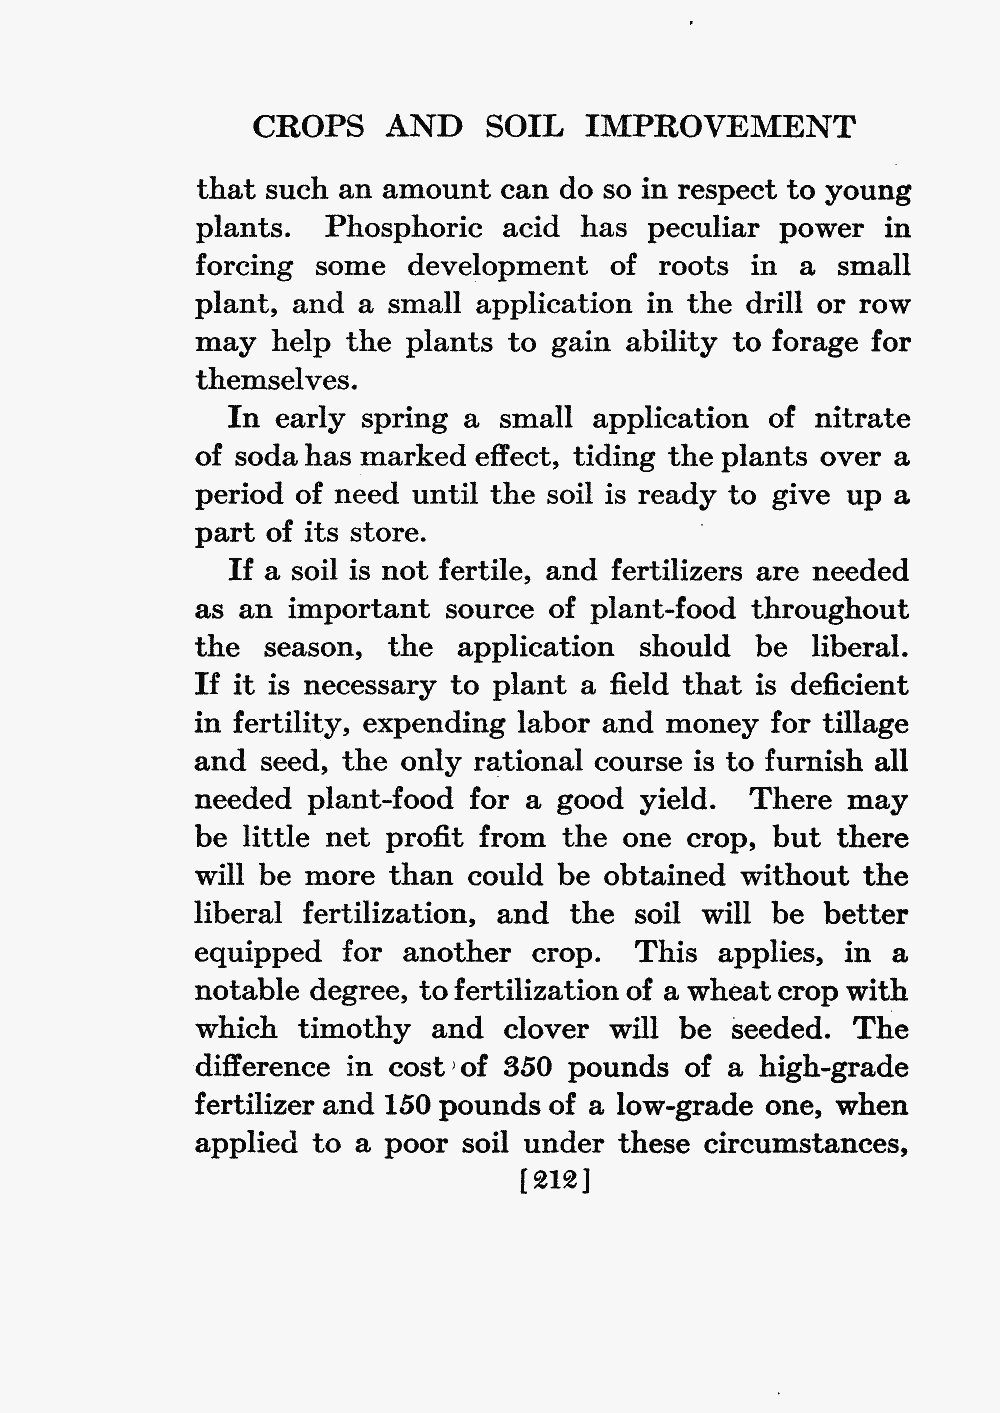 CROPS AND SOIL IMPROVEMENT
that such an amount can do so in respect to young
plants. Phosphoric acid has peculiar power in
forcing some development of roots in a small
plant, and a small application in the drill or row
may help the plants to gain ability to forage for
themselves.
In early spring a small application of nitrate
of soda has marked effect, tiding the plants over a
period of need until the soil is ready to give up a
part of its store.
If a soil is not fertile, and fertilizers are needed
as an important source of plant-food throughout
the season, the application should be liberal.
If it is necessary to plant a field that is deficient
in fertility, expending labor and money for tillage
and seed, the only rational course is to furnish all
needed plant-food for a good yield. There may
be little net profit from the one crop, but there
will be more than could be obtained without the
liberal fertilization, and the soil will be better
equipped for another crop. This applies, in a
notable degree, to fertilization of a wheat crop with
which timothy and clover will be seeded. The
difference in cost of 350 pounds of a high-grade
fertilizer and 150 pounds of a low-grade one, when
applied to a poor soil under these circumstances,
[212]